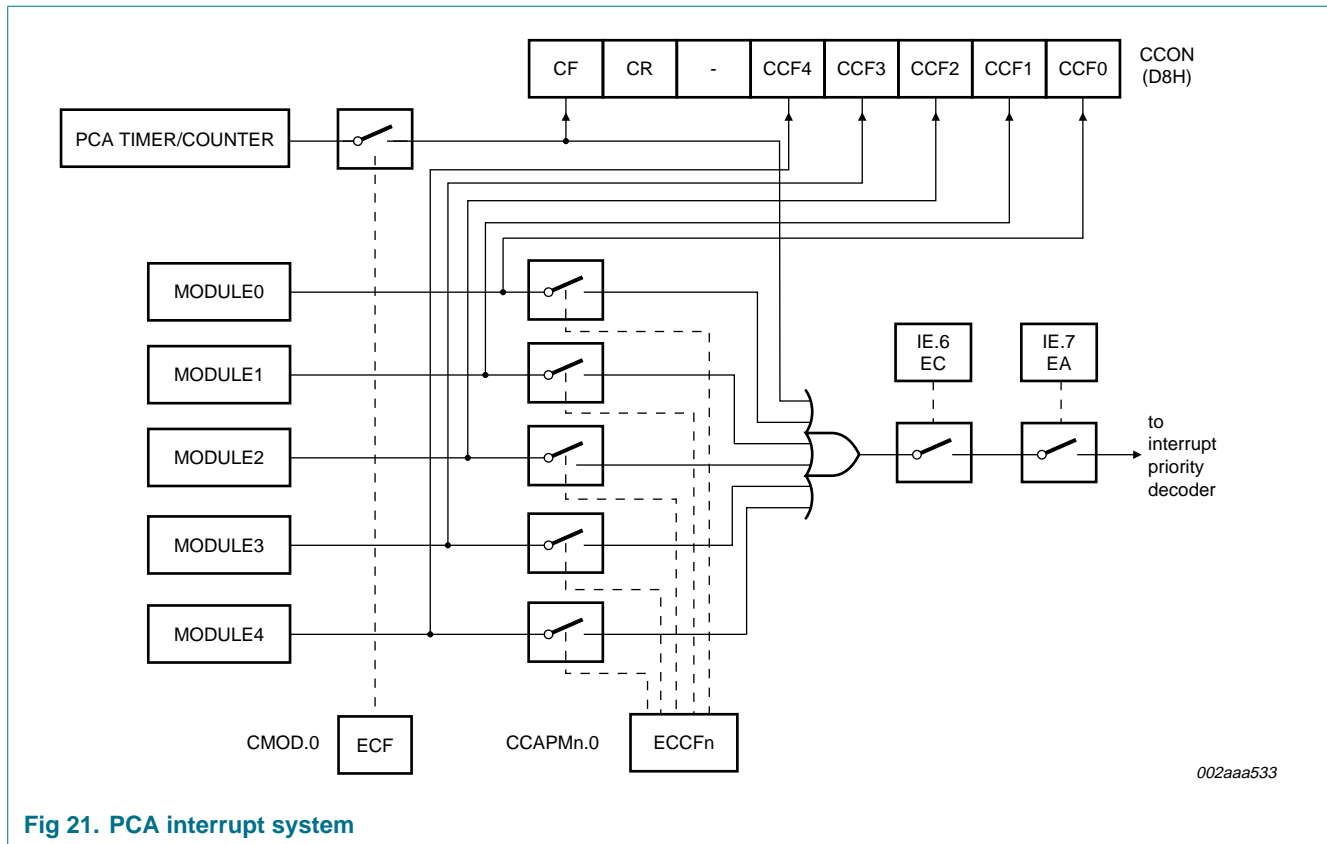 CF CR - CCF4 CCF3 CCF2 CCF1 CCF0
CCON
(D8H)
PCA TIMER/COUNTER
MODULE0
MODULE1
MODULE2
MODULE3
MODULE4
IE.6
EC
IE.7
EA
to
interrupt
priority
decoder
CMOD.0
ECF
CCAPMn.0
ECCFn
002aaa533
Fig 21. PCA interrupt system